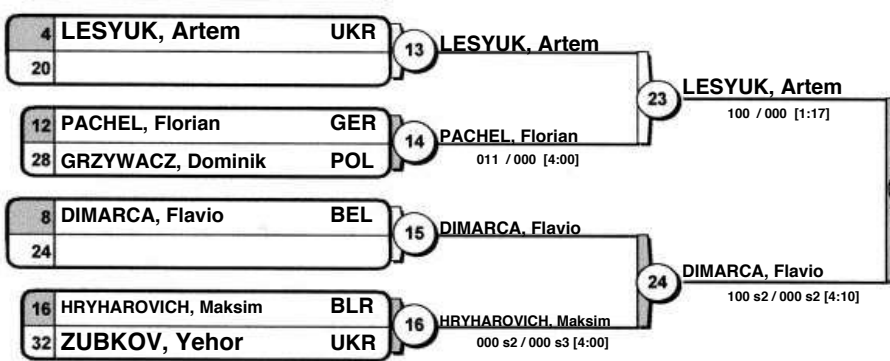 4 LESYUK, Artem UKR
20
13 LESYUK, Artem
12 PACHEL, Florian GER
28 GRZYWACZ, Dominik POL
14 PACHEL, Florian
011 / 000 [4:00]
23 LESYUK, Artem
100 / 000 [1:17]
8 DIMARCA, Flavio BEL
24
15 DIMARCA, Flavio
16 HRYHAROVICH, Maksim BLR
32 ZUBKOV, Yehor UKR
16 HRYHAROVICH, Maksim
000 s2 / 000 s3 [4:00]
24 DIMARCA, Flavio
100 s2 / 000 s2 [4:10]